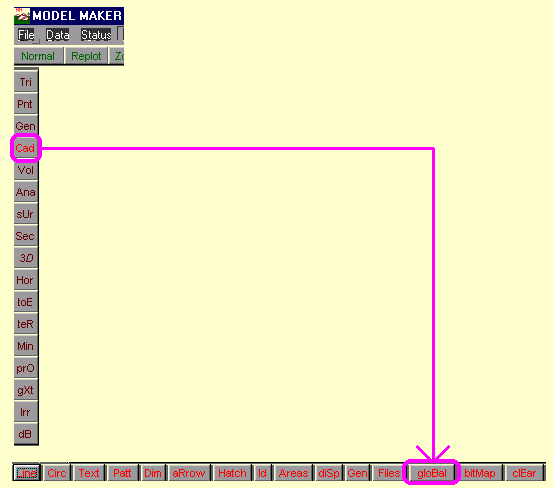 MODEL MAKER
File Data Status
Normal Replot
Tri
Pnt
Gen
Cad
Vol
Ana
sUr
Sec
3D
Hor
toE
teR
Min
prO
gXt
Irr
dB
Line Circ Text Patt Dim aRrow Hatch Id Areas diSp Gen Files gloBal bitMap clEar